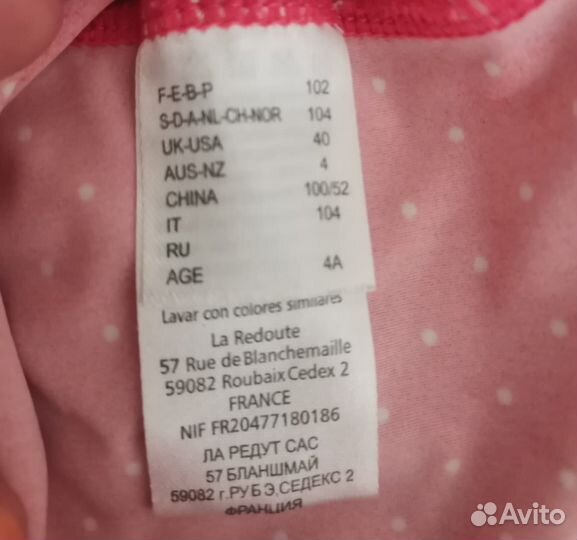 F-E-B-P 102
S-D-A-NL-CH-NOR 104
UK-USA 40
AUS-NZ 4
CHINA 100/52
IT 104
RU
AGE 4A
Lavar con colores similares
La Redoute
57 Rue de Blanchemaille
59082 Roubaix Cedex 2
FRANCE
NIF FR20477180186
ЛА РЕДУТ САС
57 БЛАНШМАЙ
59082 г.РУБЭ,СЕДЕКС 2
ФРАНЦИЯ
Avito